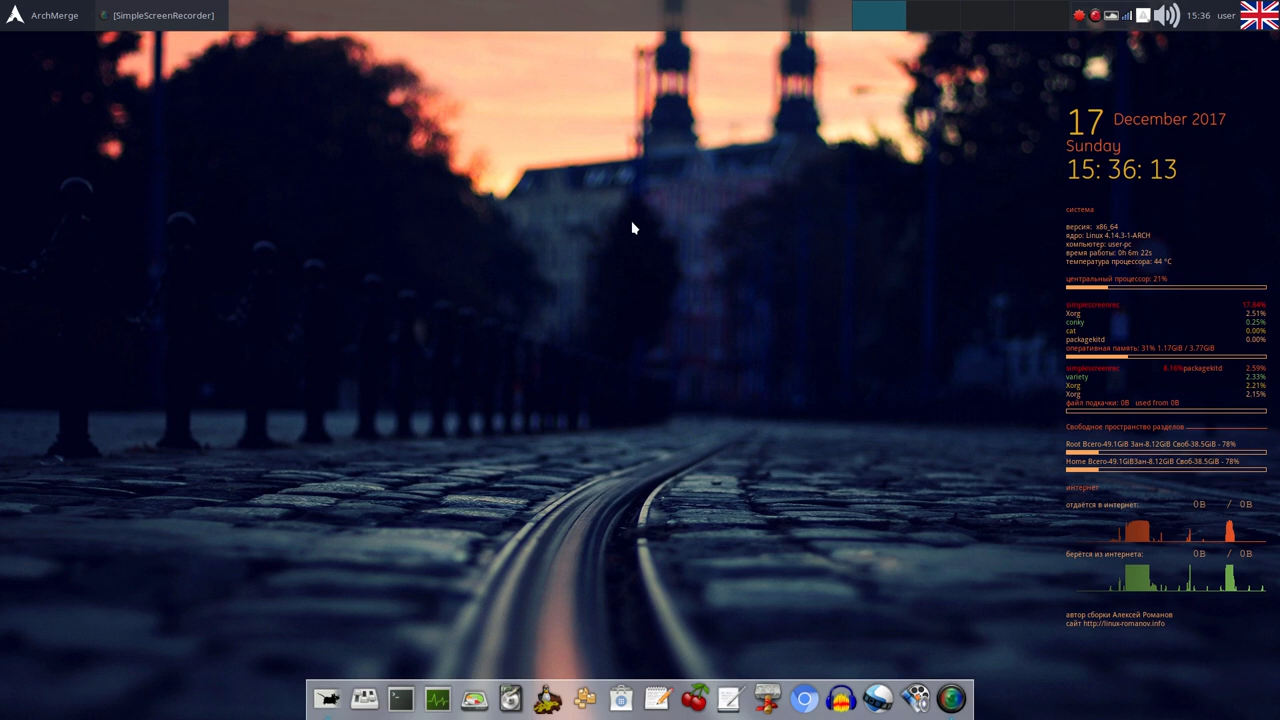 ArchMerge
[SimpleScreenRecorder]
15:36
user
17 December 2017
Sunday
15: 36: 13
система
версия: x86_64
ядро: Linux 4.14.3-1-ARCH
компьютер: user-pc
время работы: 0h 6m 22s
температура процессора: 44 °C
центральный процессор: 21%
simplescreenrec 17.84%
Xorg 2.51%
conky 0.25%
cat 0.00%
packagekitd 0.00%
оперативная память: 31% 1.17GiB / 3.77GiB
simplescreenrec 8.16%packagekitd 2.59%
variety 2.33%
Xorg 2.21%
Xorg 2.15%
файл подкачки: 0B used from 0B
Свободное пространство разделов
Root Всего-49.1GiB Зан-8.12GiB Своб-38.5GiB - 78%
Home Всего-49.1GiBЗан-8.12GiB Своб-38.5GiB - 78%
интернет
отдаётся в интернет: 0B / 0B
берётся из интернета: 0B / 0B
автор сборки Алексей Романов
сайт http://linux-romanov.info